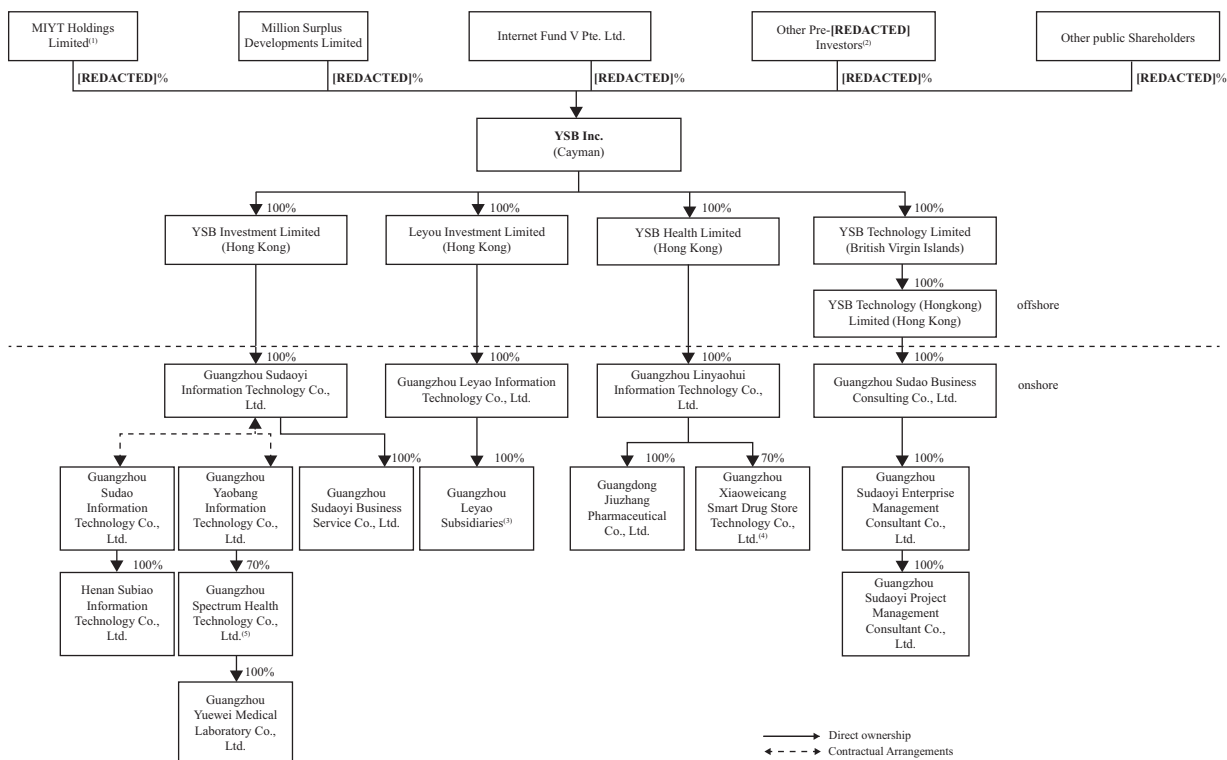 MIYT Holdings
Limited(1)
Million Surplus
Developments Limited
Internet Fund V Pte. Ltd.
Other Pre-[REDACTED]
Investors(2)
Other public Shareholders
[REDACTED]%
[REDACTED]%
[REDACTED]%
[REDACTED]%
[REDACTED]%
YSB Inc.
(Cayman)
100%
100%
100%
100%
YSB Investment Limited
(Hong Kong)
Leyou Investment Limited
(Hong Kong)
YSB Health Limited
(Hong Kong)
YSB Technology Limited
(British Virgin Islands)
100%
YSB Technology (Hongkong)
Limited (Hong Kong)
offshore
100%
100%
100%
100%
Guangzhou Sudaoyi
Information Technology Co.,
Ltd.
Guangzhou Leyao Information
Technology Co., Ltd.
Guangzhou Linyaohui
Information Technology Co.,
Ltd.
Guangzhou Sudao Business
Consulting Co., Ltd.
onshore
100%
100%
100%
70%
100%
Guangzhou
Sudao
Information
Technology Co.,
Ltd.
Guangzhou
Yaobang
Information
Technology Co.,
Ltd.
Guangzhou
Sudaoyi Business
Service Co., Ltd.
Guangzhou
Leyao
Subsidiaries(3)
Guangdong
Jiuzhang
Pharmaceutical
Co., Ltd.
Guangzhou
Xiaoweicang
Smart Drug Store
Technology Co.,
Ltd.(4)
Guangzhou
Sudaoyi Enterprise
Management
Consultant Co.,
Ltd.
100%
70%
100%
Henan Subiao
Information
Technology Co.,
Ltd.
Guangzhou
Spectrum Health
Technology Co.,
Ltd.(5)
Guangzhou
Sudaoyi Project
Management
Consultant Co.,
Ltd.
100%
Guangzhou
Yuewei Medical
Laboratory Co.,
Ltd.
Direct ownership
Contractual Arrangements